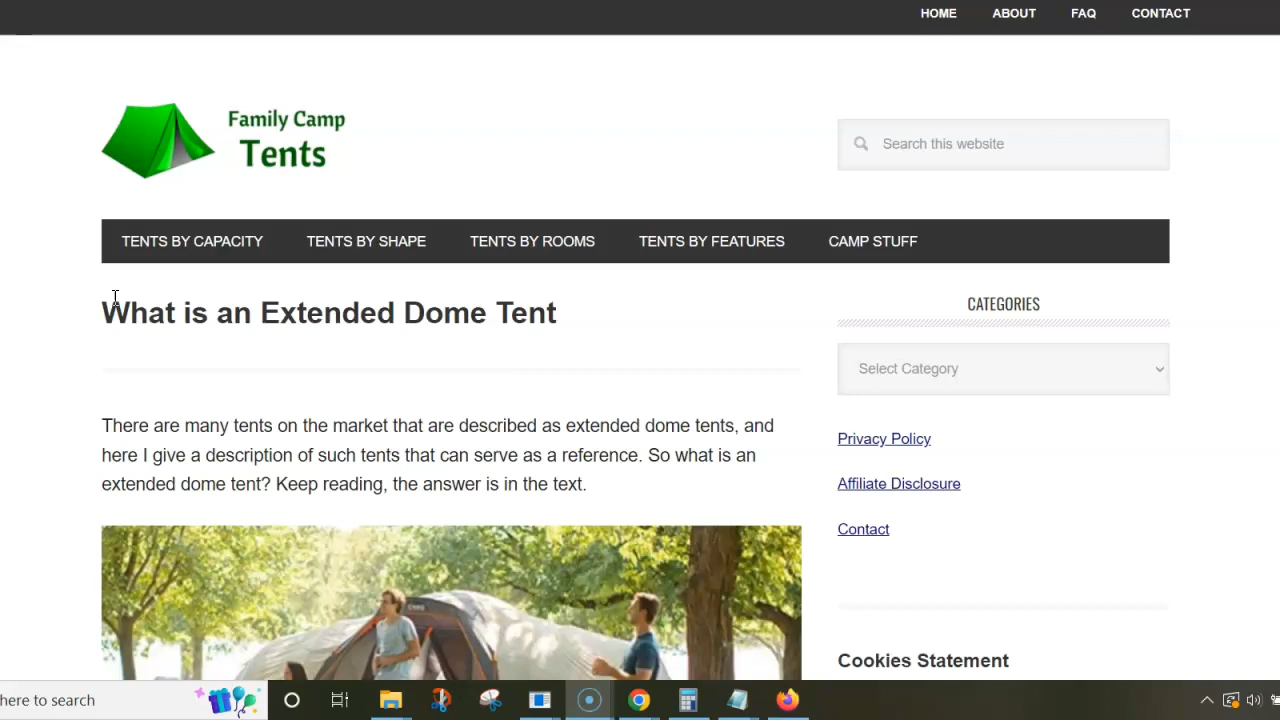 HOME ABOUT FAQ CONTACT
Family Camp
Tents
Search this website
TENTS BY CAPACITY TENTS BY SHAPE TENTS BY ROOMS TENTS BY FEATURES CAMP STUFF
What is an Extended Dome Tent
There are many tents on the market that are described as extended dome tents, and
here I give a description of such tents that can serve as a reference. So what is an
extended dome tent? Keep reading, the answer is in the text.
CATEGORIES
Select Category
Privacy Policy
Affiliate Disclosure
Contact
Cookies Statement
here to search